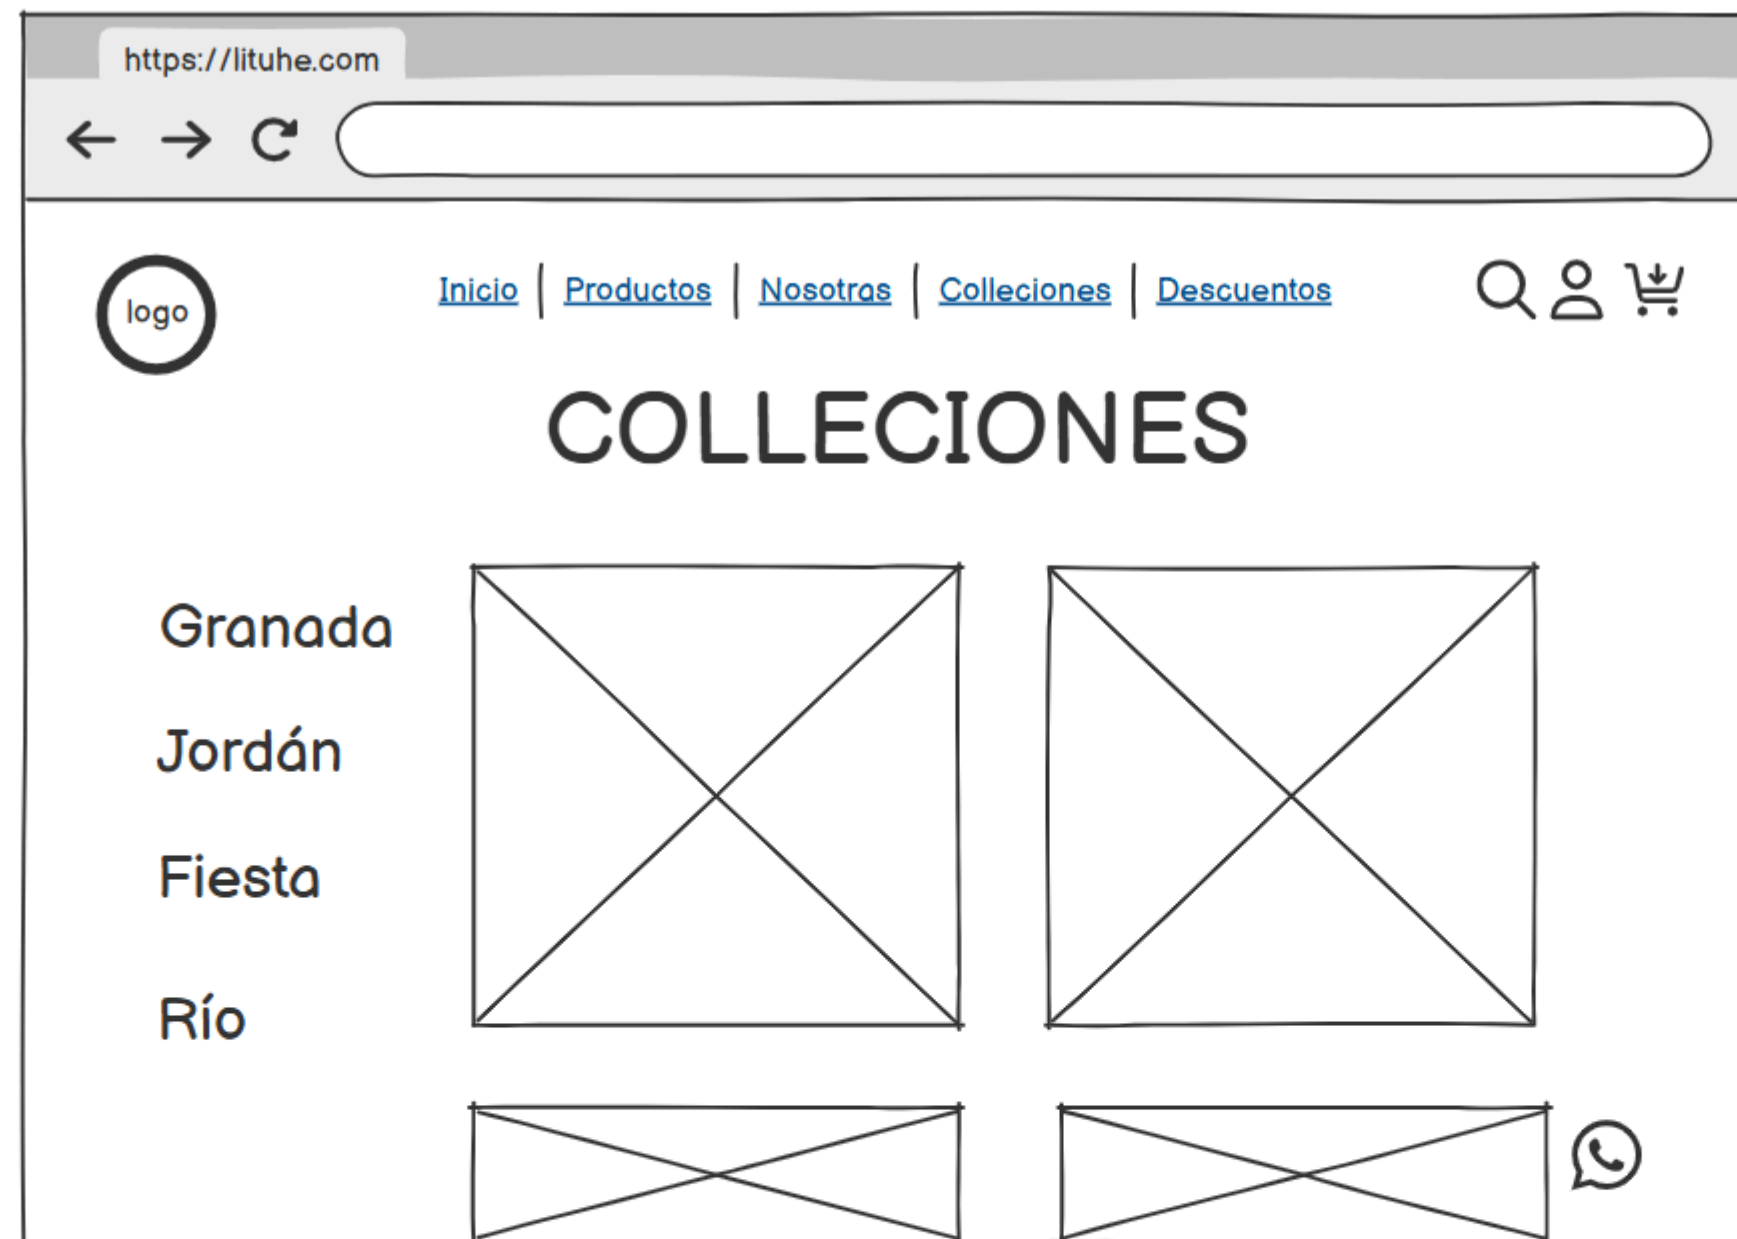 https://lituhe.com
logo
Inicio | Productos | Nosotras | Colleciones | Descuentos
COLLECIONES
Granada
Jordán
Fiesta
Río